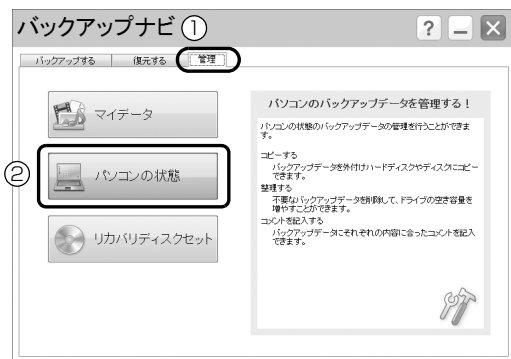 バックアップナビ ①
? – ×
バックアップする 復元する 管理
マイデータ
② パソコンの状態
リカバリディスクセット
パソコンのバックアップデータを管理する!
パソコンの状態のバックアップデータの管理を行うことができま
す。
コピーする
バックアップデータを外付けハードディスクやディスクにコピー
できます。
整理する
不要なバックアップデータを削除して、ドライブの空き容量を
増やすことができます。
コメントを記入する
バックアップデータにそれぞれの内容に合ったコメントを記入
できます。